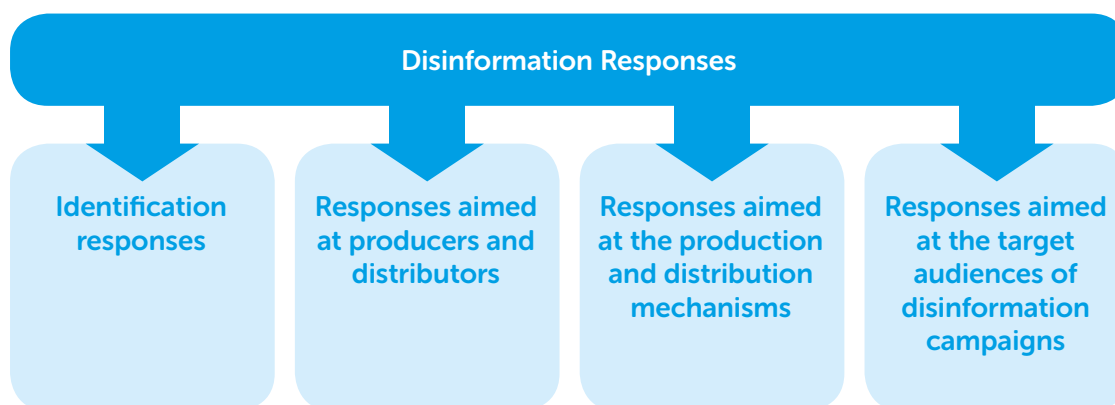 Disinformation Responses
Identification
responses
Responses aimed
at producers and
distributors
Responses aimed
at the production
and distribution
mechanisms
Responses aimed
at the target
audiences of
disinformation
campaigns